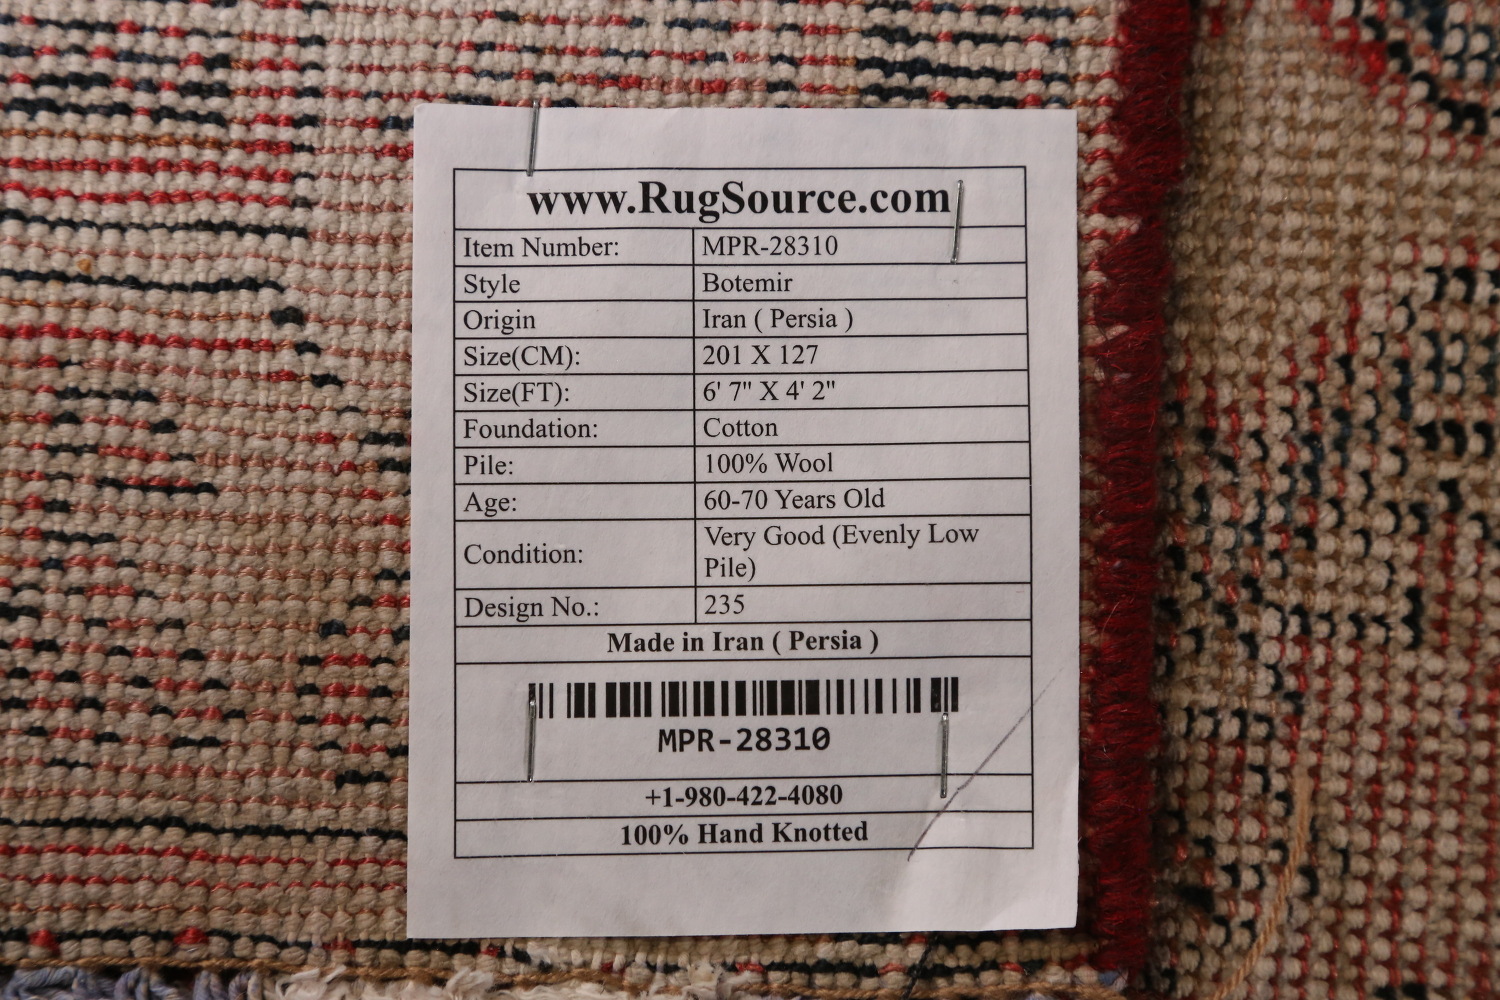 www.RugSource.com
Item Number: MPR-28310
Style Botemir
Origin Iran ( Persia )
Size(CM): 201 X 127
Size(FT): 6' 7" X 4' 2"
Foundation: Cotton
Pile: 100% Wool
Age: 60-70 Years Old
Condition: Very Good (Evenly Low
Pile)
Design No.: 235
Made in Iran ( Persia )
MPR-28310
+1-980-422-4080
100% Hand Knotted